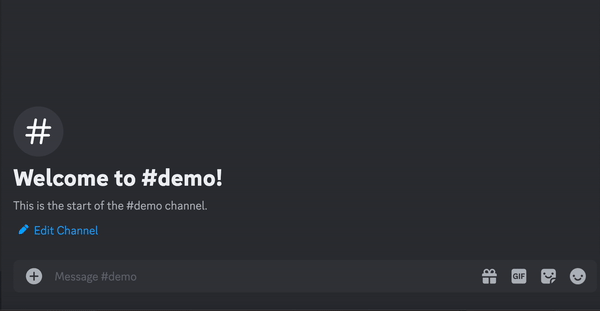 #
Welcome to #demo!
This is the start of the #demo channel.
Edit Channel
Message #demo
GIF